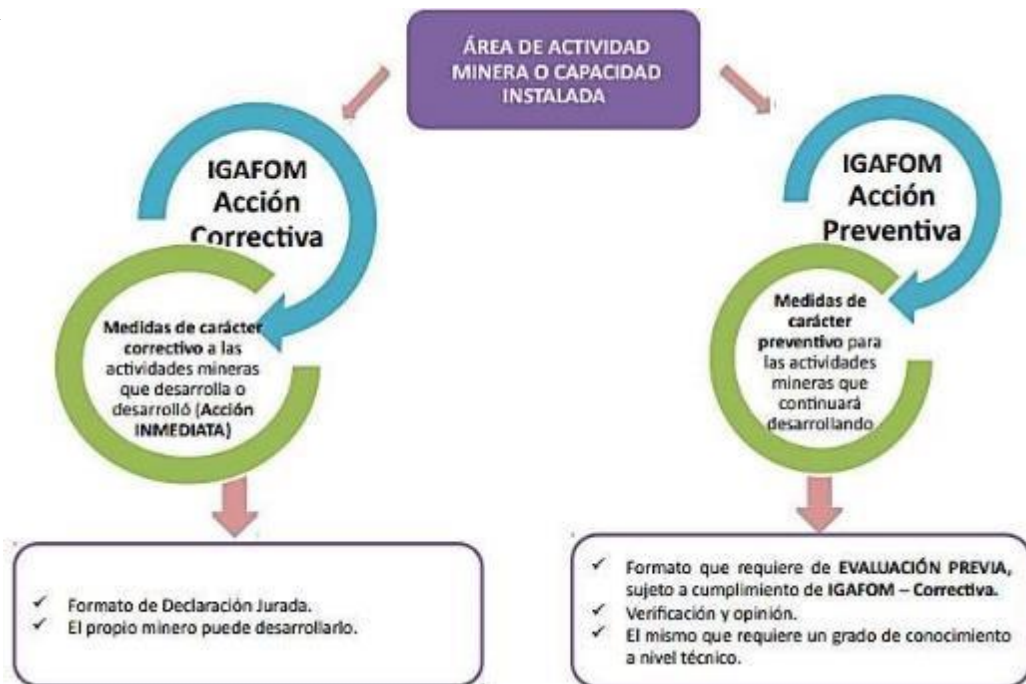 ÁREA DE ACTIVIDAD
MINERA O CAPACIDAD
INSTALADA
IGAFOM
Acción
Correctiva
Medidas de carácter
correctivo a las
actividades mineras
que desarrolla o
desarrolló (Acción
INMEDIATA)
✓ Formato de Declaración Jurada.
✓ El propio minero puede desarrollarlo.
IGAFOM
Acción
Preventiva
Medidas de
carácter
preventivo para
las actividades
mineras que
continuará
desarrollando
✓ Formato que requiere de EVALUACIÓN PREVIA,
sujeto a cumplimiento de IGAFOM – Correctiva.
✓ Verificación y opinión.
✓ El mismo que requiere un grado de conocimiento
a nivel técnico.